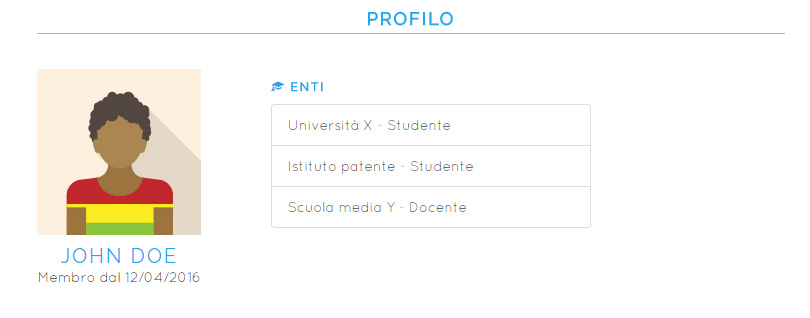 PROFILO
ENTI
Università X - Studente
Istituto patente - Studente
Scuola media Y - Docente
JOHN DOE
Membro dal 12/04/2016